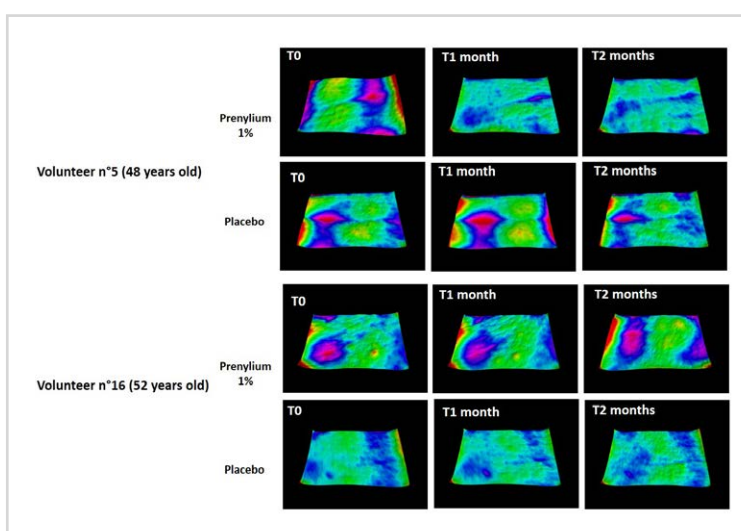 T0
T1 month
T2 months
Prenylium
1%
Volunteer n°5 (48 years old)
T0
T1 month
T2 months
Placebo
T0
T1 month
T2 months
Prenylium
1%
Volunteer n°16 (52 years old)
T0
T1 month
T2 months
Placebo